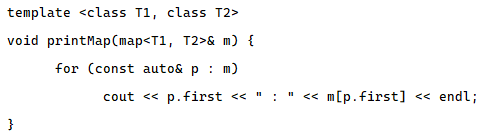 template <class T1, class T2>
void printMap(map<T1, T2>& m) {
      for (const auto& p : m)
            cout << p.first << " : " << m[p.first] << endl;
}